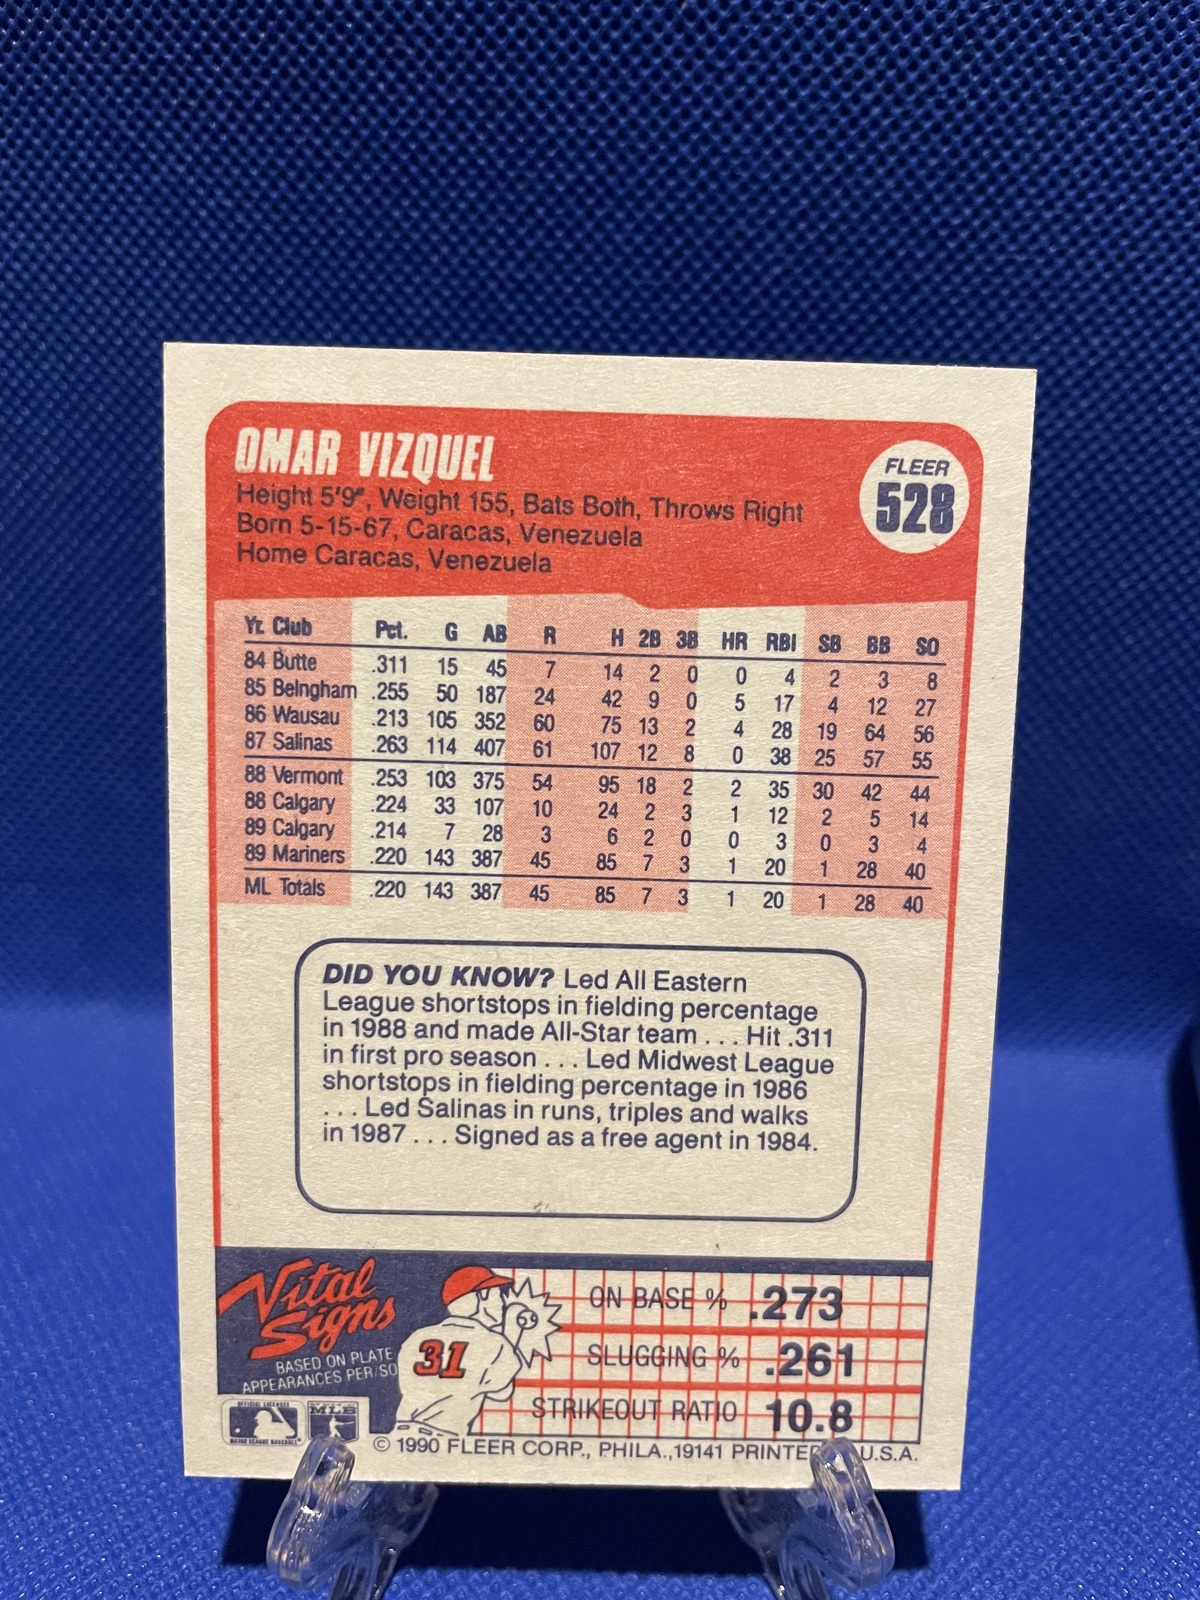 OMAR VIZQUEL
FLEER
528
Height 5'9", Weight 155, Bats Both, Throws Right
Born 5-15-67, Caracas, Venezuela
Home Caracas, Venezuela
Yr. Club Pct. G AB R H 2B 3B HR RBI SB BB SO
84 Butte .311 15 45 7 14 2 0 0 4 2 3 8
85 Belngham .255 50 187 24 42 9 0 5 17 4 12 27
86 Wausau .213 105 352 60 75 13 2 4 28 19 64 56
87 Salinas .263 114 407 61 107 12 8 0 38 25 57 55
88 Vermont .253 103 375 54 95 18 2 2 35 30 42 44
88 Calgary .224 33 107 10 24 2 3 1 12 2 5 14
89 Calgary .214 7 28 3 6 2 0 0 3 0 3 4
89 Mariners .220 143 387 45 85 7 3 1 20 1 28 40
ML Totals .220 143 387 45 85 7 3 1 20 1 28 40
DID YOU KNOW? Led All Eastern
League shortstops in fielding percentage
in 1988 and made All-Star team . . . Hit .311
in first pro season . . . Led Midwest League
shortstops in fielding percentage in 1986
. . . Led Salinas in runs, triples and walks
in 1987 . . . Signed as a free agent in 1984.
Vital
Signs
BASED ON PLATE
APPEARANCES PER/SO
31
ON BASE % .273
SLUGGING % .261
STRIKEOUT RATIO 10.8
OFFICIAL LICENSEE
MAJOR LEAGUE BASEBALL
MLB
© 1990 FLEER CORP., PHILA.,19141 PRINTED U.S.A.